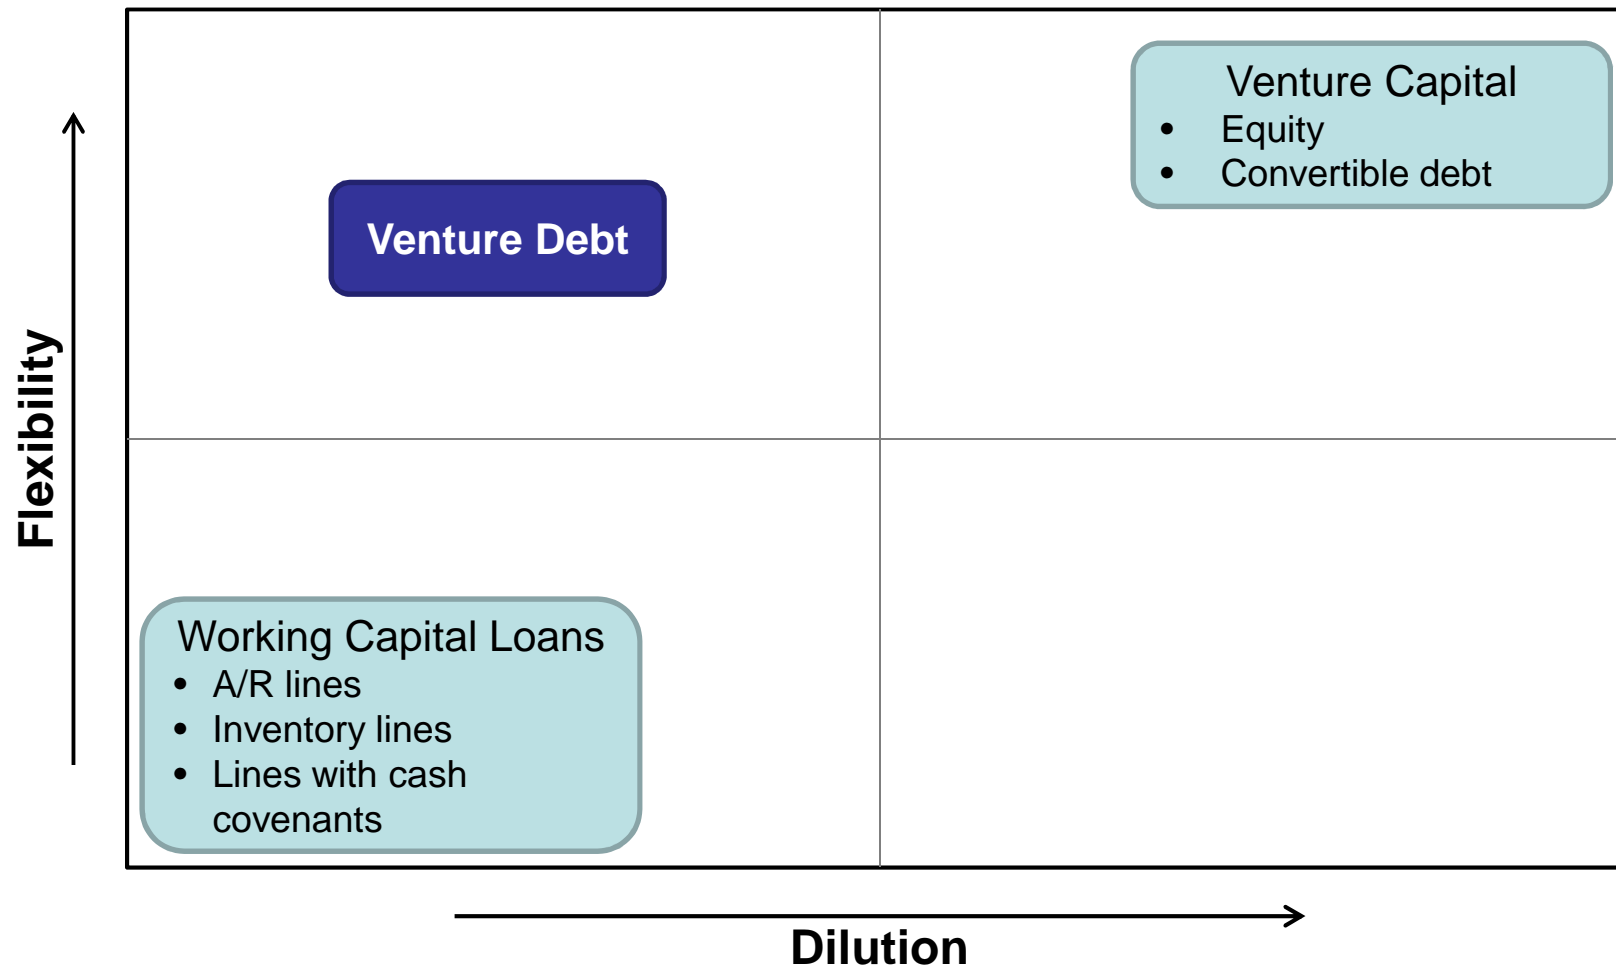 Venture Capital
• Equity
• Convertible debt
Venture Debt
Flexibility
Working Capital Loans
• A/R lines
• Inventory lines
• Lines with cash
covenants
Dilution